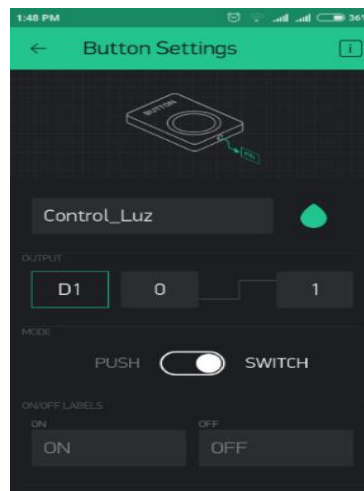 1:48 PM 36%
Button Settings
BUTTON
PIN
Control_Luz
OUTPUT
D1 0 1
MODE
PUSH SWITCH
ON/OFF LABELS
ON OFF
ON OFF